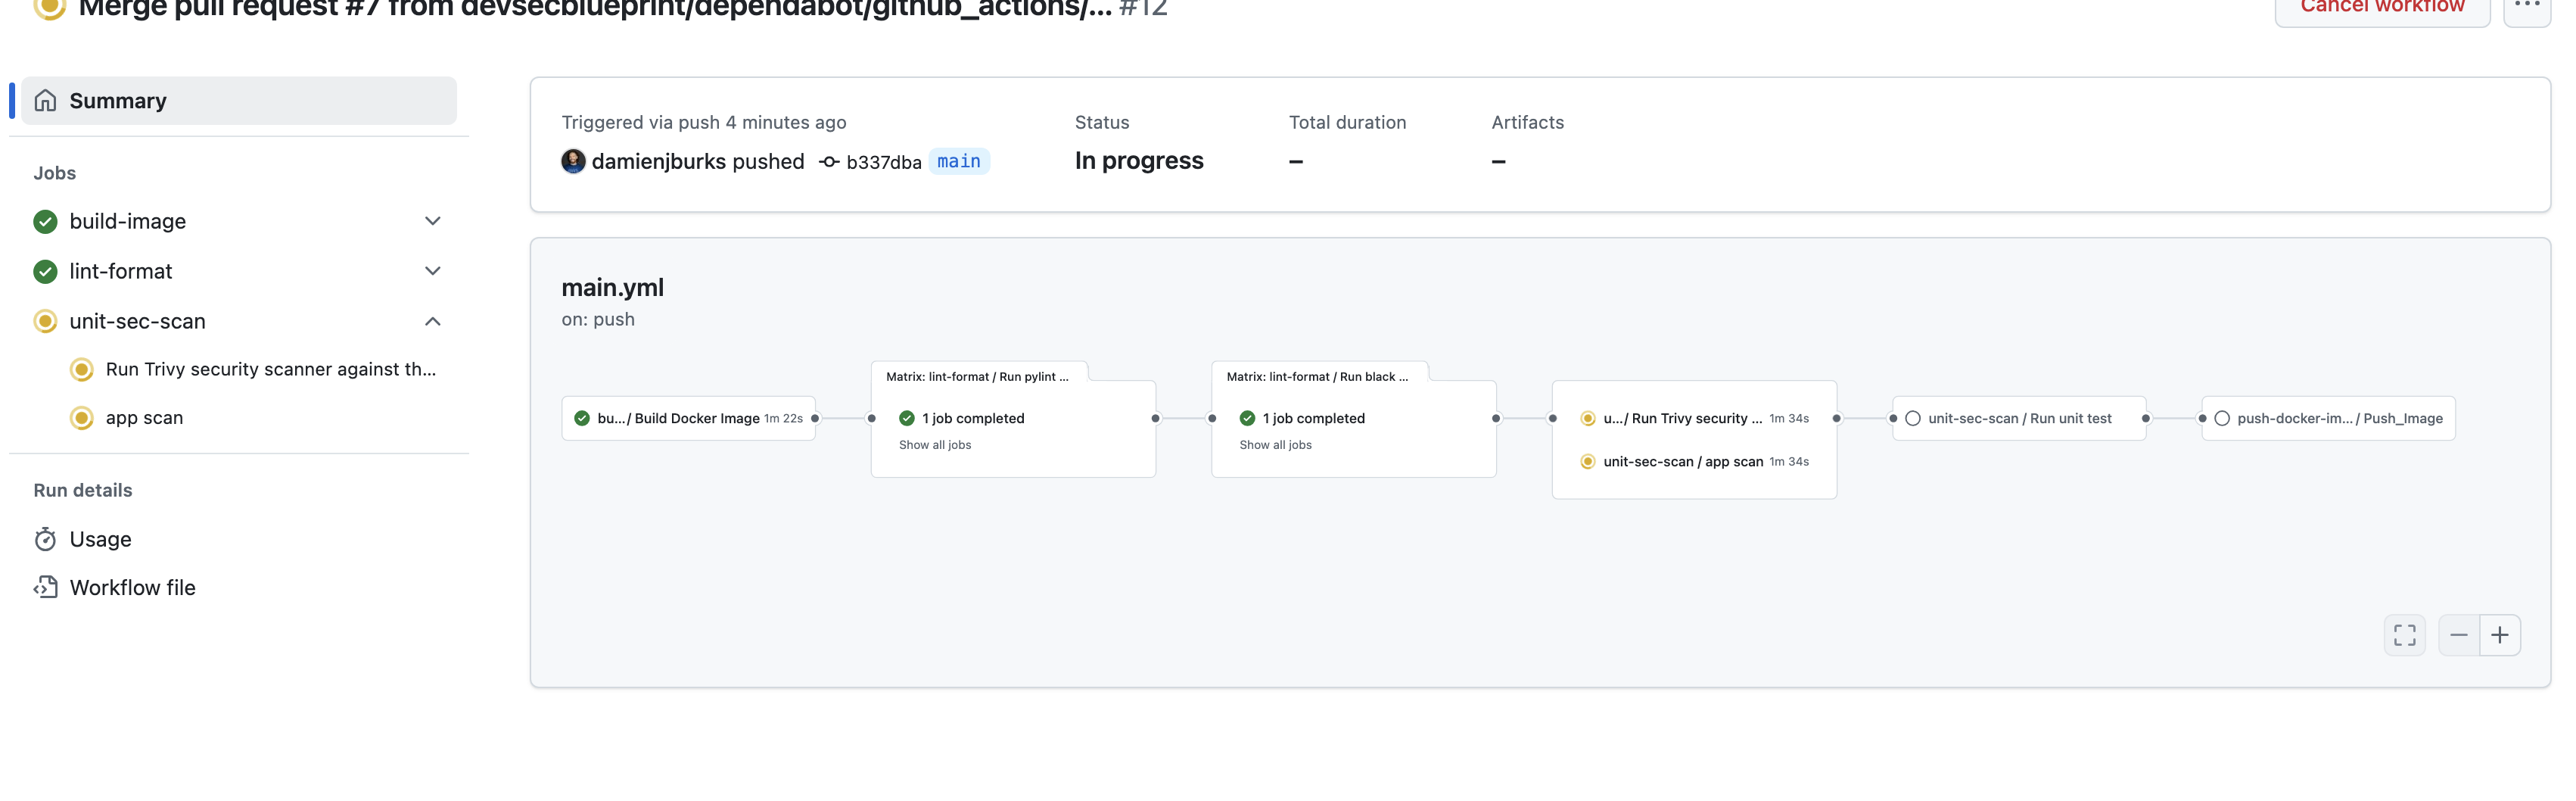 Merge pull request #7 from devsecblueprint/dependabot/github_actions/... #12
Cancel workflow
Summary
Jobs
build-image
lint-format
unit-sec-scan
Run Trivy security scanner against th...
app scan
Run details
Usage
Workflow file
Triggered via push 4 minutes ago
damienjburks pushed b337dba main
Status
In progress
Total duration
–
Artifacts
–
main.yml
on: push
bu.../ Build Docker Image 1m 22s
Matrix: lint-format / Run pylint ...
1 job completed
Show all jobs
Matrix: lint-format / Run black ...
1 job completed
Show all jobs
u.../ Run Trivy security ... 1m 34s
unit-sec-scan / app scan 1m 34s
unit-sec-scan / Run unit test
push-docker-im... / Push_Image